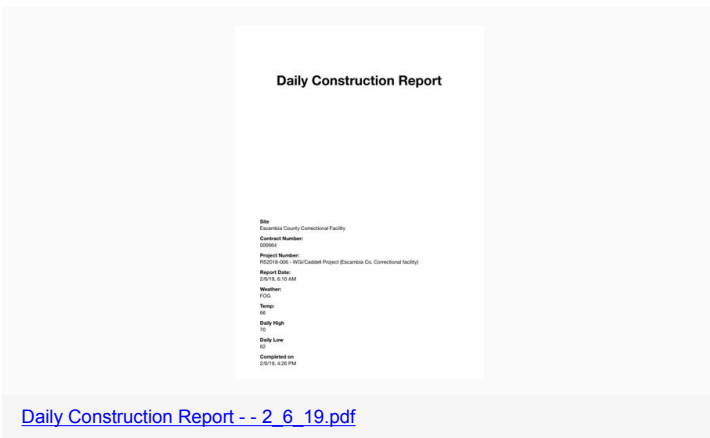 Daily Construction Report
Site
Escambia County Correctional Facility
Contract Number:
009664
Project Number:
RS2018-006 - WGI/Caddell Project (Escambia Co. Correctional facility)
Report Date:
2/6/19, 6:10 AM
Weather:
FOG
Temp:
66
Daily High
70
Daily Low
62
Completed on
2/6/19, 4:26 PM
Daily Construction Report - - 2_6_19.pdf